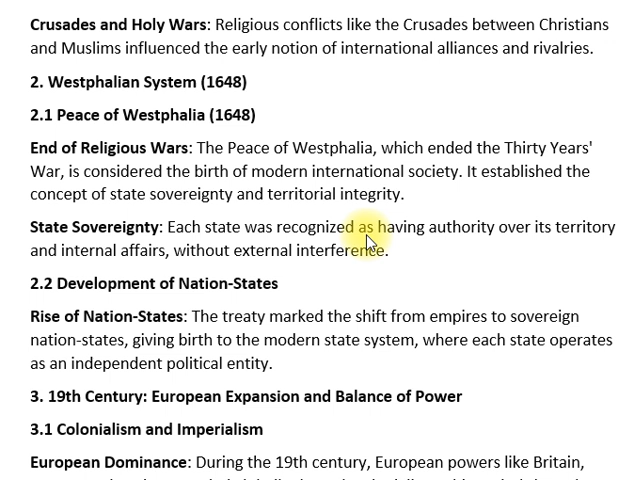 Crusades and Holy Wars: Religious conflicts like the Crusades between Christians
and Muslims influenced the early notion of international alliances and rivalries.
2. Westphalian System (1648)
2.1 Peace of Westphalia (1648)
End of Religious Wars: The Peace of Westphalia, which ended the Thirty Years'
War, is considered the birth of modern international society. It established the
concept of state sovereignty and territorial integrity.
State Sovereignty: Each state was recognized as having authority over its territory
and internal affairs, without external interference.
2.2 Development of Nation-States
Rise of Nation-States: The treaty marked the shift from empires to sovereign
nation-states, giving birth to the modern state system, where each state operates
as an independent political entity.
3. 19th Century: European Expansion and Balance of Power
3.1 Colonialism and Imperialism
European Dominance: During the 19th century, European powers like Britain,